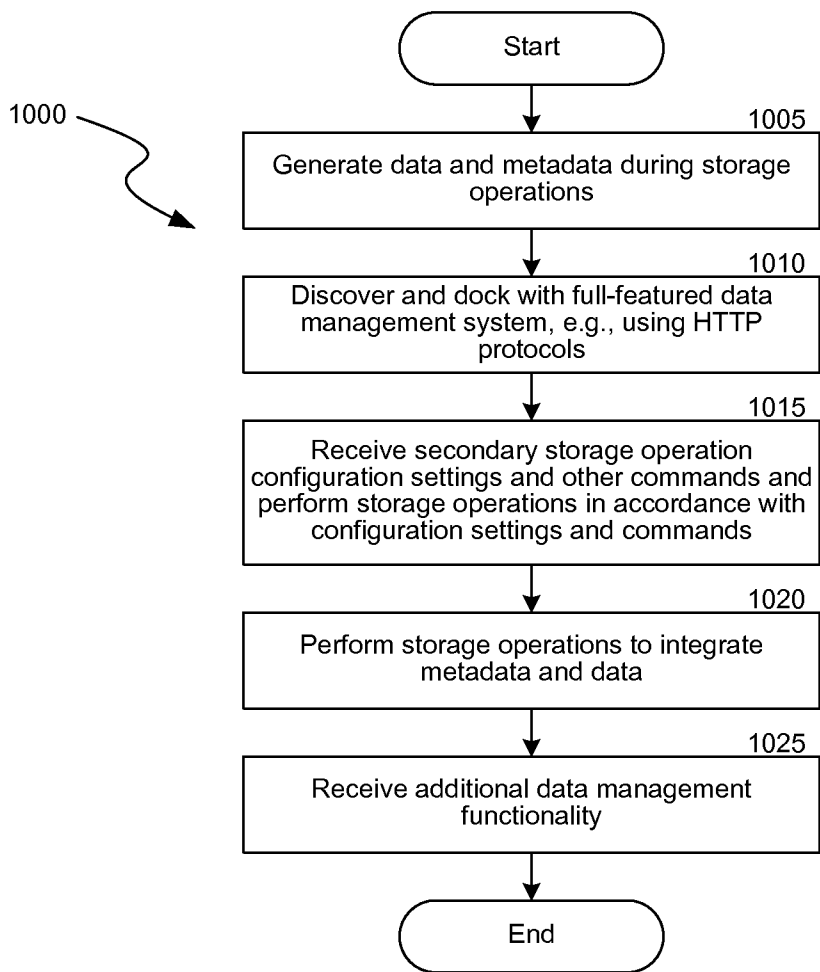 Start
1000
1005
Generate data and metadata during storage
operations
1010
Discover and dock with full-featured data
management system, e.g., using HTTP
protocols
1015
Receive secondary storage operation
configuration settings and other commands and
perform storage operations in accordance with
configuration settings and commands
1020
Perform storage operations to integrate
metadata and data
1025
Receive additional data management
functionality
End